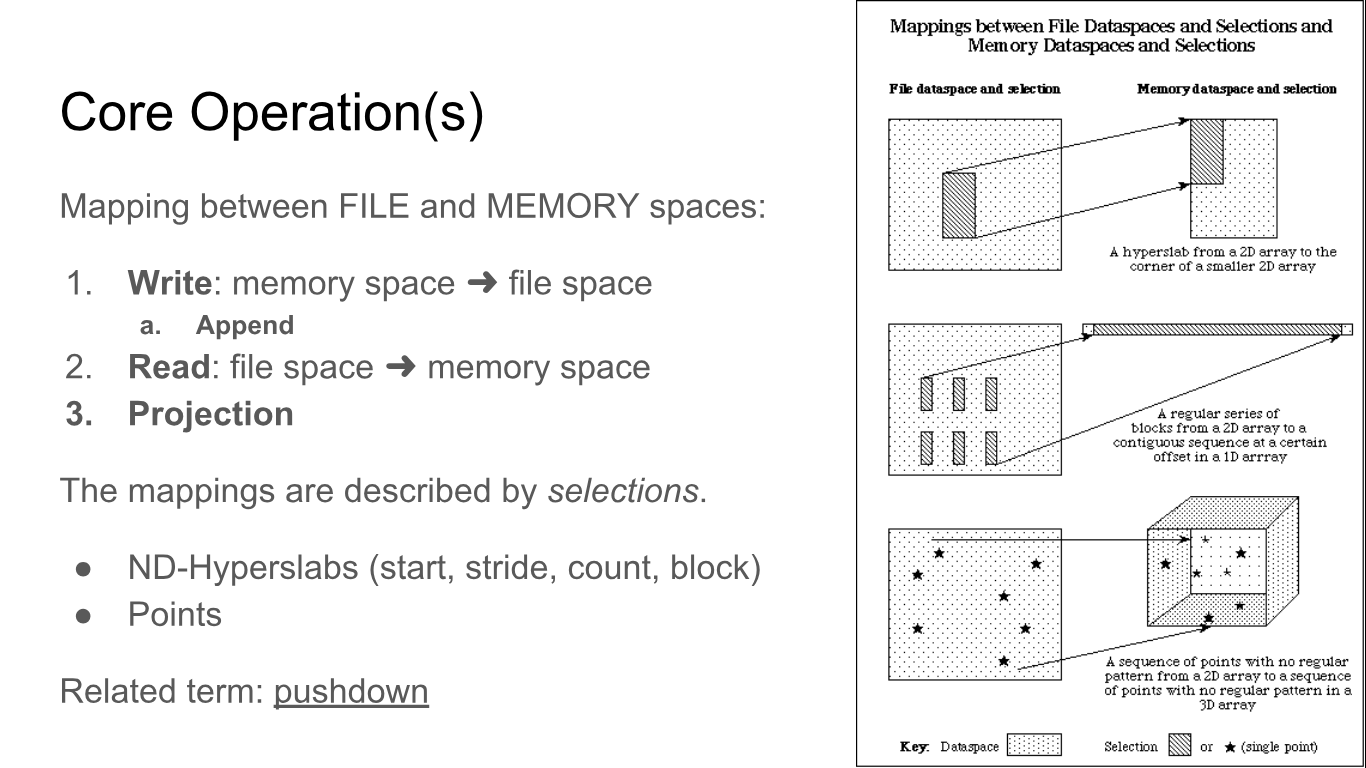 Core Operation(s)
Mapping between FILE and MEMORY spaces:
1. Write: memory space ➜ file space
a. Append
2. Read: file space ➜ memory space
3. Projection
The mappings are described by selections.
● ND-Hyperslabs (start, stride, count, block)
● Points
Related term: pushdown
Mappings between File Dataspaces and Selections and
Memory Dataspaces and Selections
File dataspace and selection
Memory dataspace and selection
A hyperslab from a 2D array to the
corner of a smaller 2D array
A regular series of
blocks from a 2D array to a
contiguous sequence at a certain
offset in a 1D arrray
A sequence of points with no regular
pattern from a 2D array to a sequence
of points with no regular pattern in a
3D array
Key: Dataspace Selection or ★ (single point)